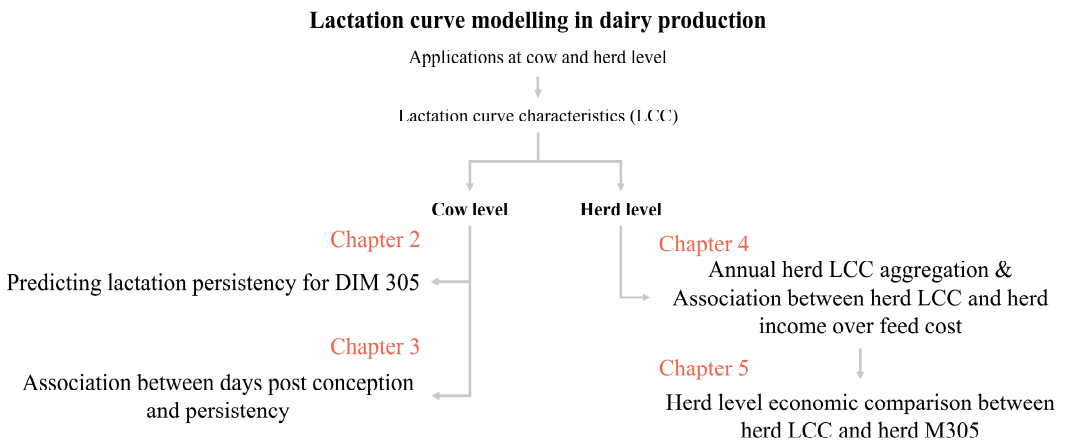 Lactation curve modelling in dairy production
Applications at cow and herd level
Lactation curve characteristics (LCC)
Cow level
Herd level
Chapter 2
Predicting lactation persistency for DIM 305
Chapter 3
Association between days post conception
and persistency
Chapter 4
Annual herd LCC aggregation &
Association between herd LCC and herd
income over feed cost
Chapter 5
Herd level economic comparison between
herd LCC and herd M305